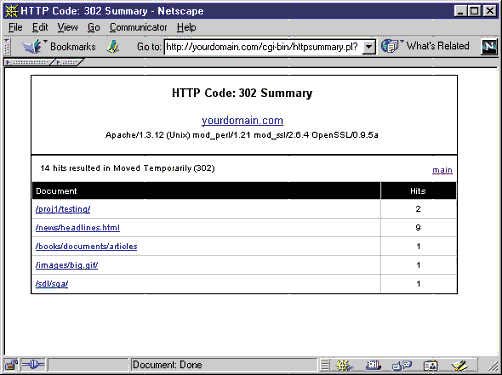 HTTP Code: 302 Summary - Netscape
File Edit View Go Communicator Help
Bookmarks Go to: http://yourdomain.com/cgi-bin/httpsummary.pl? What's Related
HTTP Code: 302 Summary
yourdomain.com
Apache/1.3.12 (Unix) mod_perl/1.21 mod_ssl/2.6.4 OpenSSL/0.9.5a
14 hits resulted in Moved Temporarily (302) main
Document Hits
/proj1/testing/ 2
/news/headlines.html 9
/books/documents/articles 1
/images/big.gif/ 1
/sdl/sga/ 1
Document: Done